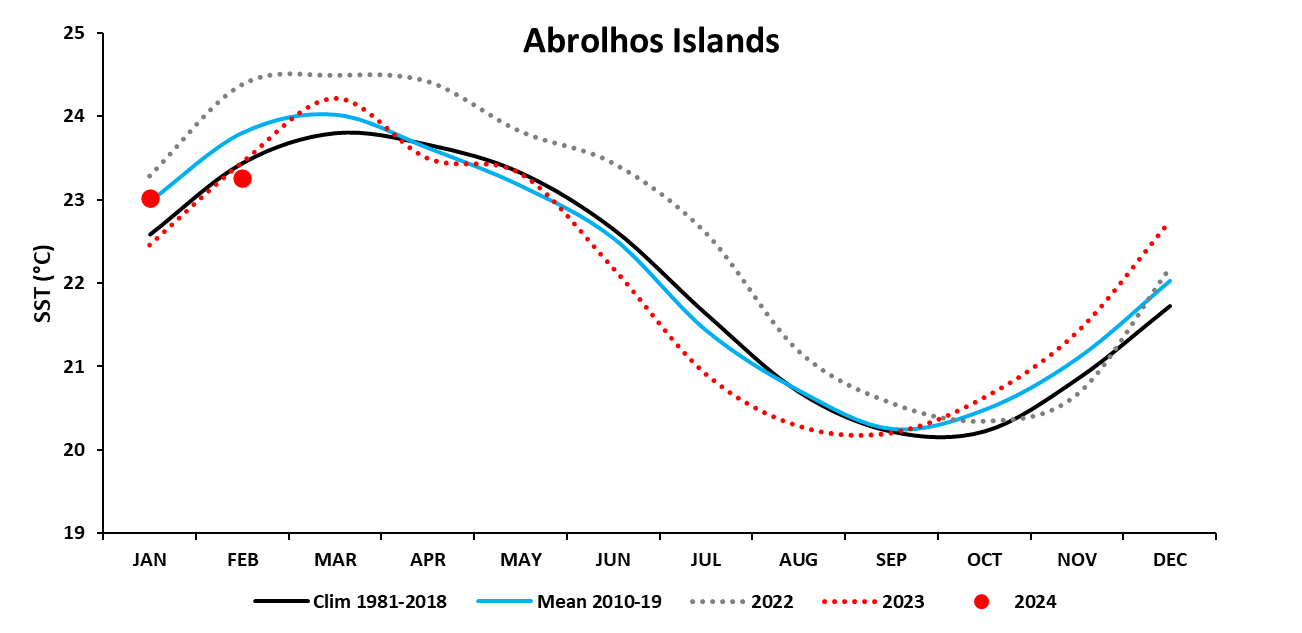 Abrolhos Islands
25
24
23
22
21
20
19
SST (°C)
JAN FEB MAR APR MAY JUN JUL AUG SEP OCT NOV DEC
Clim 1981-2018 Mean 2010-19 2022 2023 2024